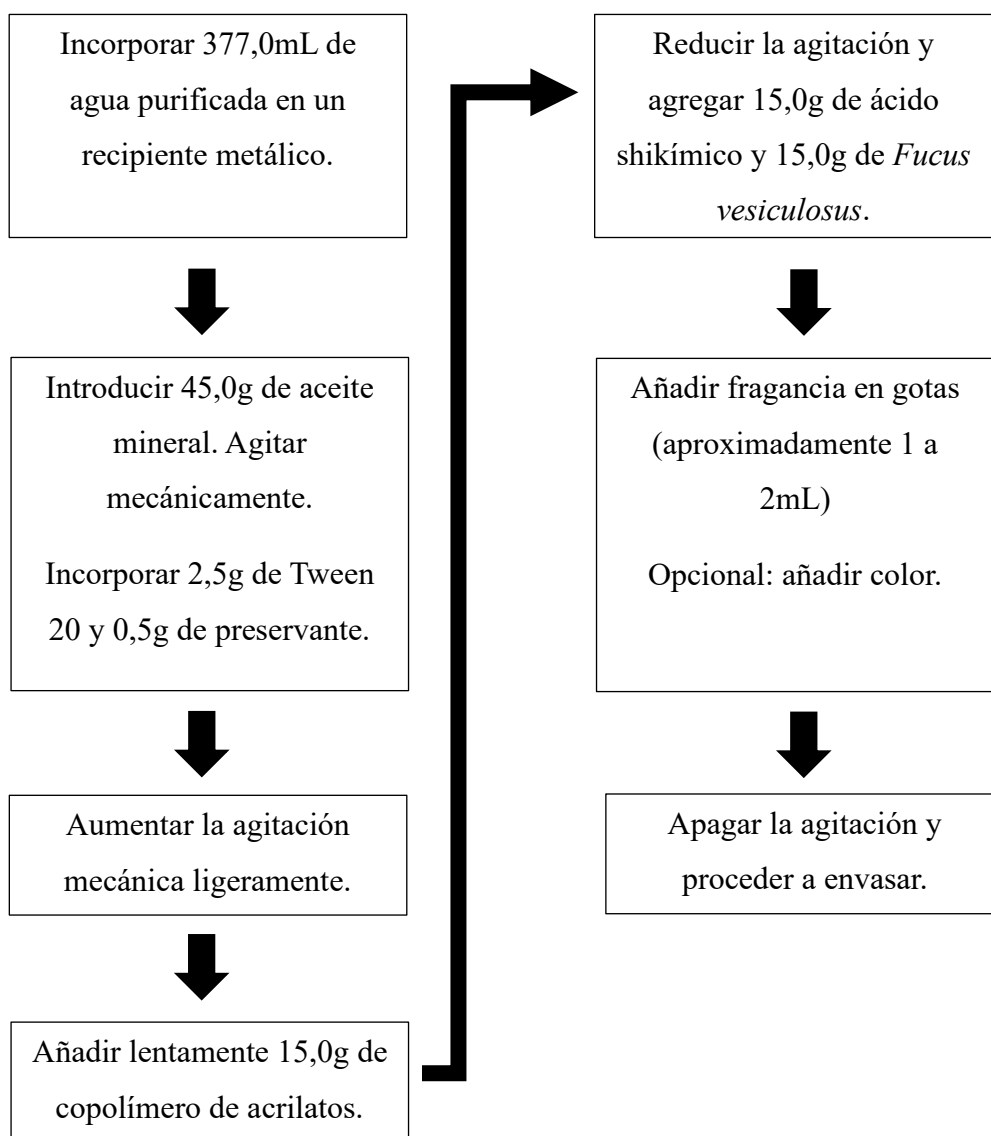 Incorporar 377,0mL de
agua purificada en un
recipiente metálico.
Introducir 45,0g de aceite
mineral. Agitar
mecánicamente.
Incorporar 2,5g de Tween
20 y 0,5g de preservante.
Aumentar la agitación
mecánica ligeramente.
Añadir lentamente 15,0g de
copolímero de acrilatos.
Reducir la agitación y
agregar 15,0g de ácido
shikímico y 15,0g de Fucus
vesiculosus.
Añadir fragancia en gotas
(aproximadamente 1 a
2mL)
Opcional: añadir color.
Apagar la agitación y
proceder a envasar.